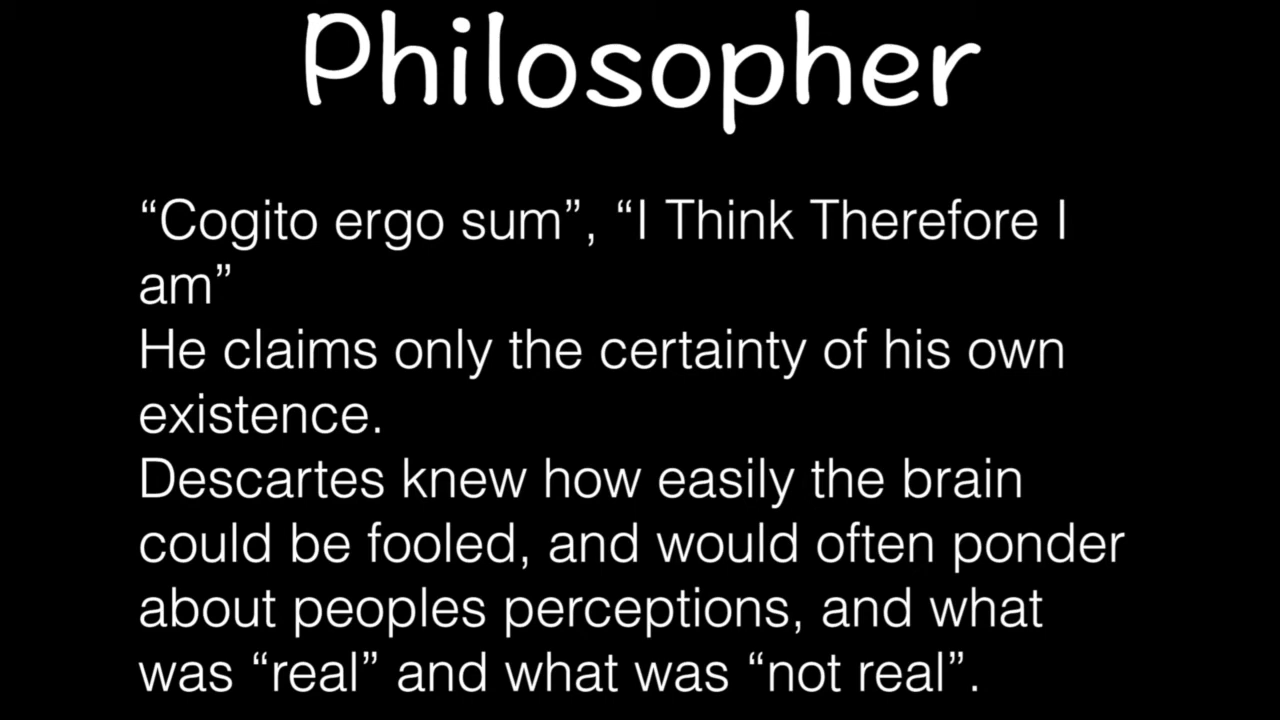 Philosopher
“Cogito ergo sum”, “I Think Therefore I
am”
He claims only the certainty of his own
existence.
Descartes knew how easily the brain
could be fooled, and would often ponder
about peoples perceptions, and what
was “real” and what was “not real”.